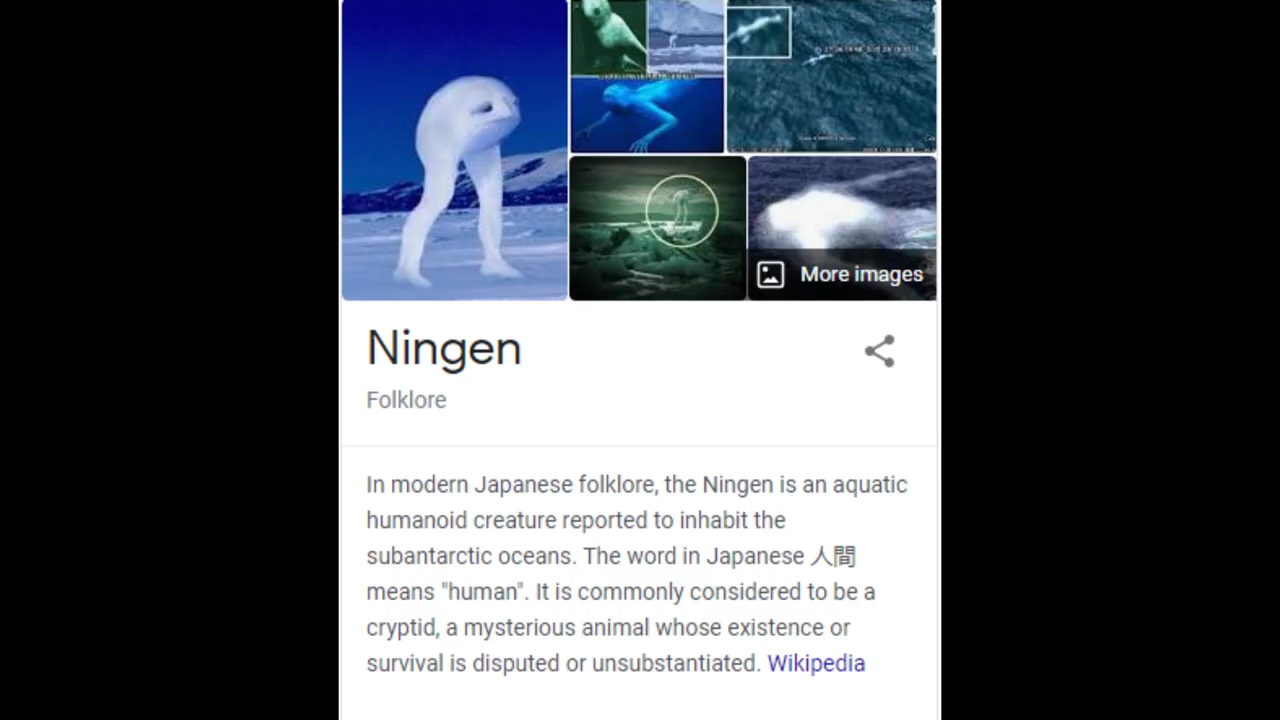 More images
Ningen
Folklore
In modern Japanese folklore, the Ningen is an aquatic
humanoid creature reported to inhabit the
subantarctic oceans. The word in Japanese 人間
means "human". It is commonly considered to be a
cryptid, a mysterious animal whose existence or
survival is disputed or unsubstantiated. Wikipedia